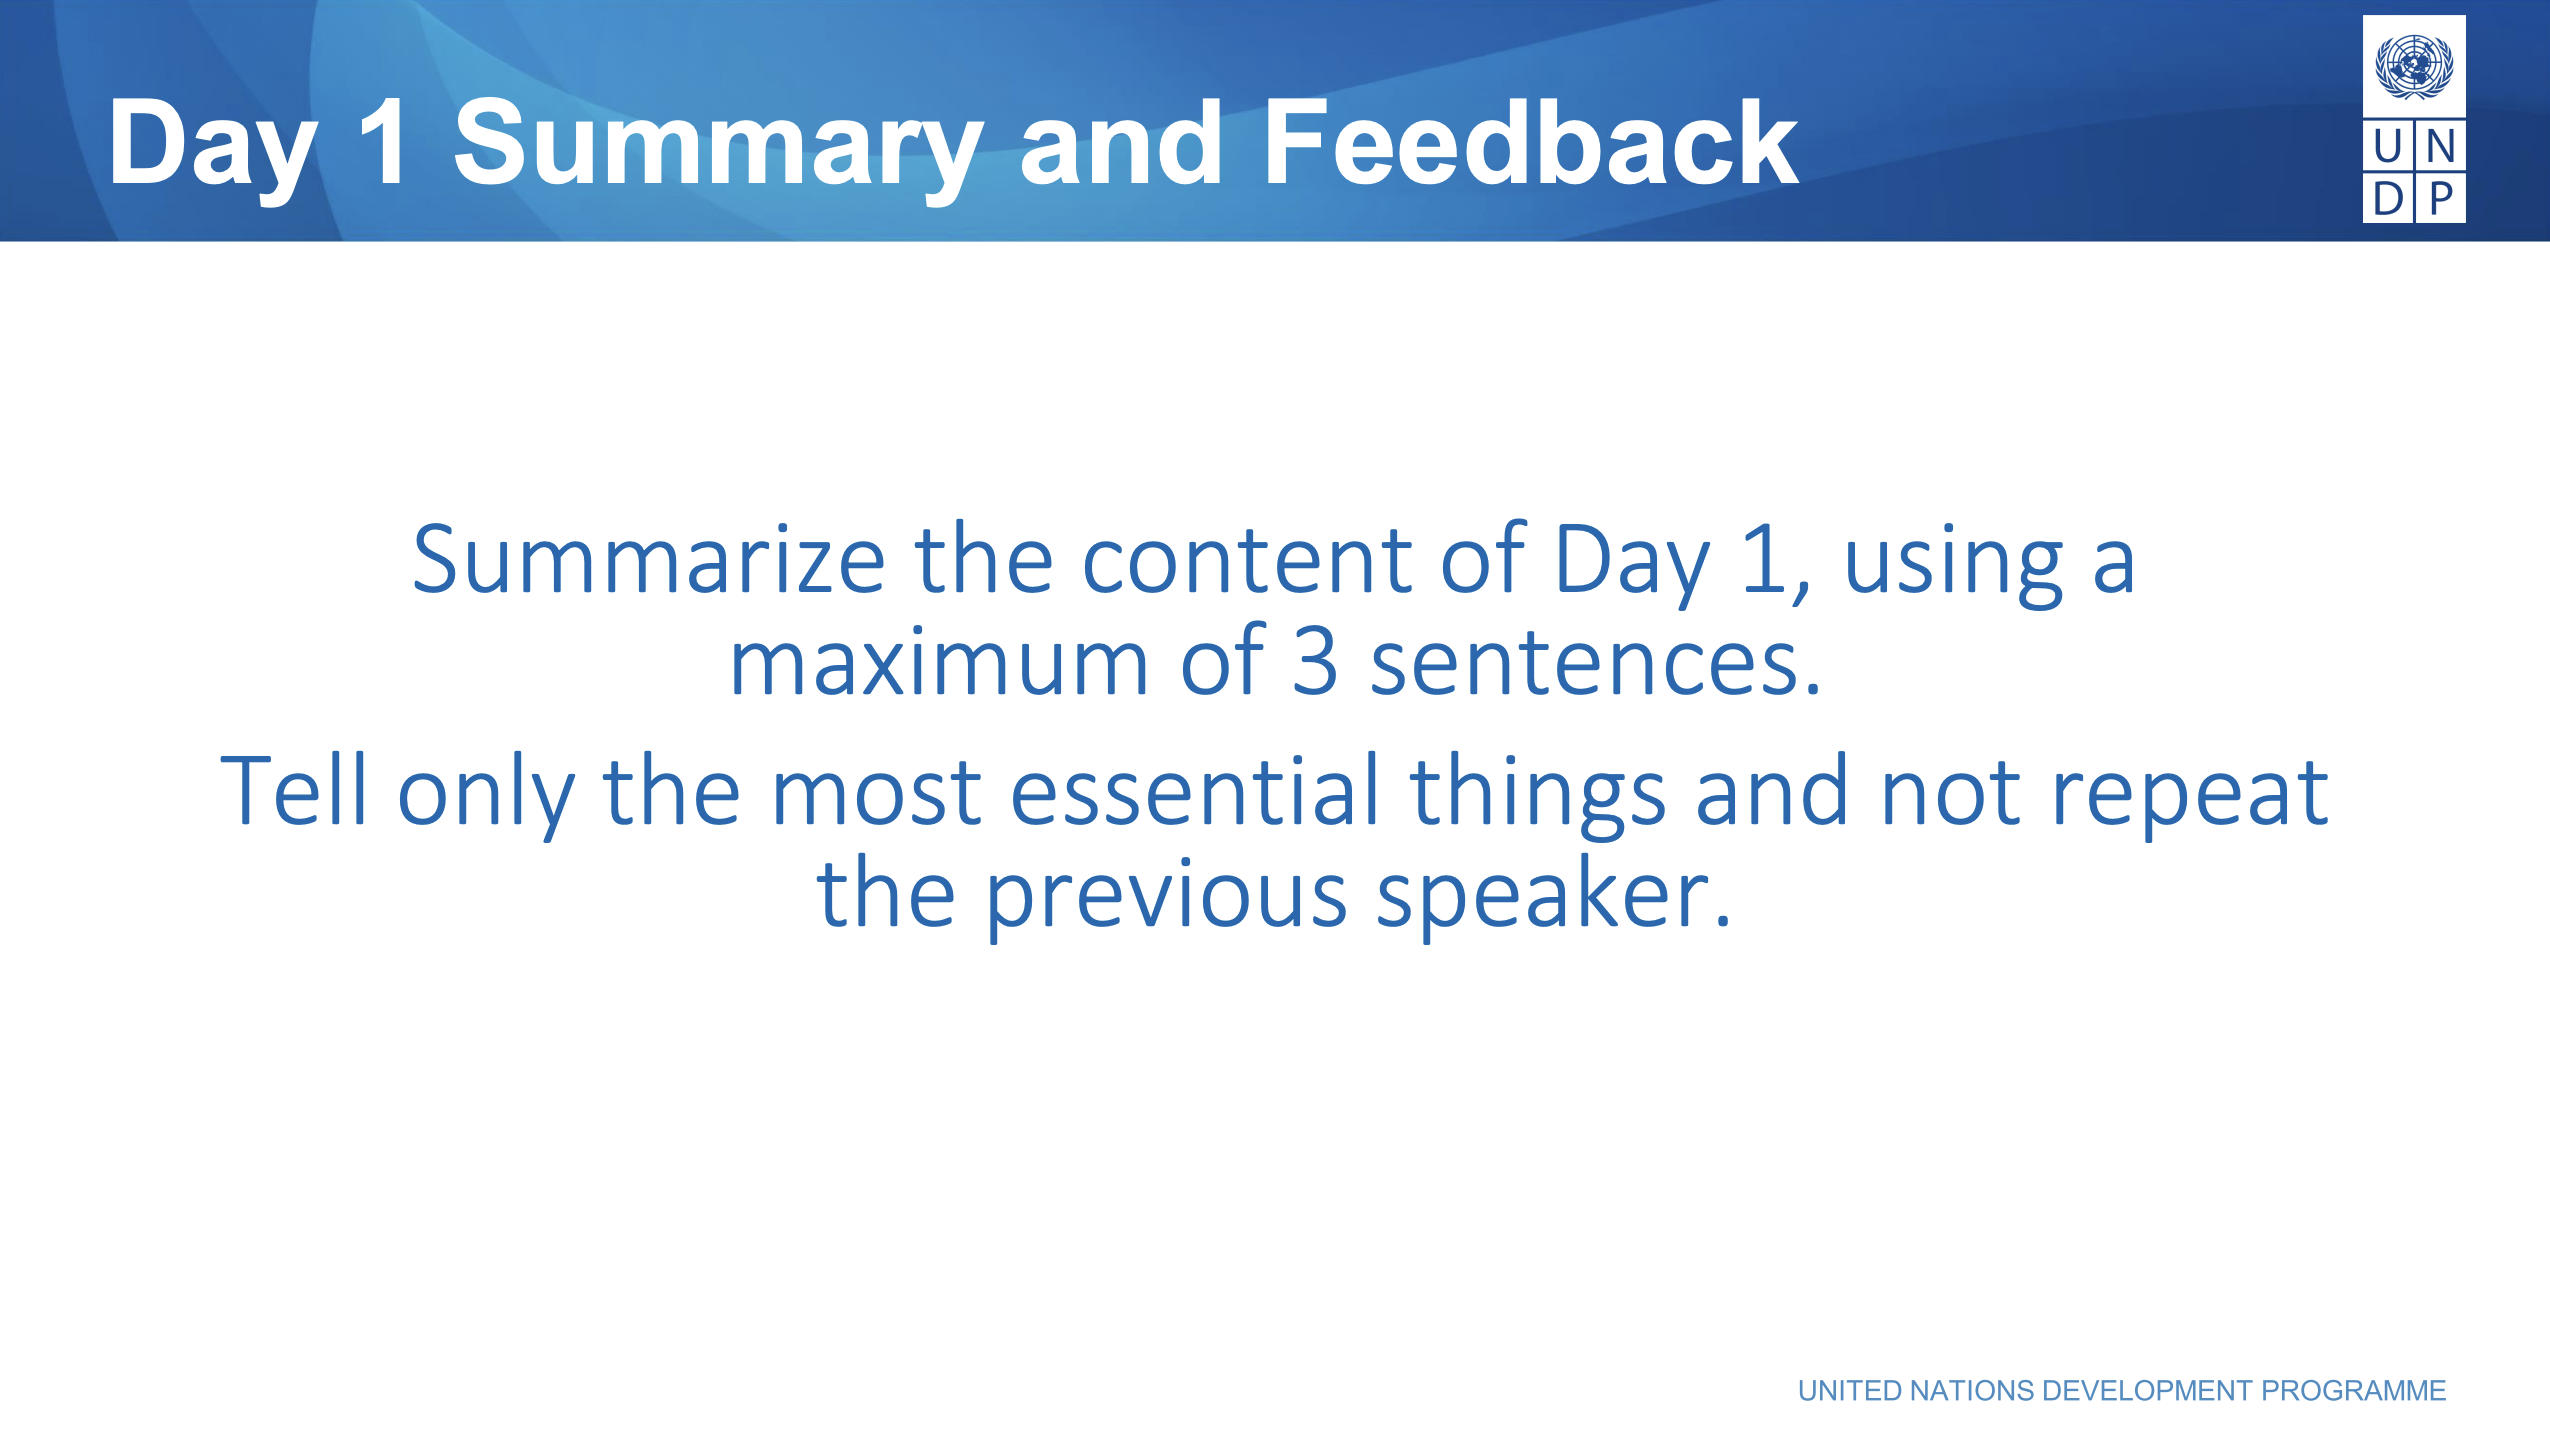 Day 1 Summary and Feedback
U N
D P
Summarize the content of Day 1, using a
maximum of 3 sentences.
Tell only the most essential things and not repeat
the previous speaker.
UNITED NATIONS DEVELOPMENT PROGRAMME